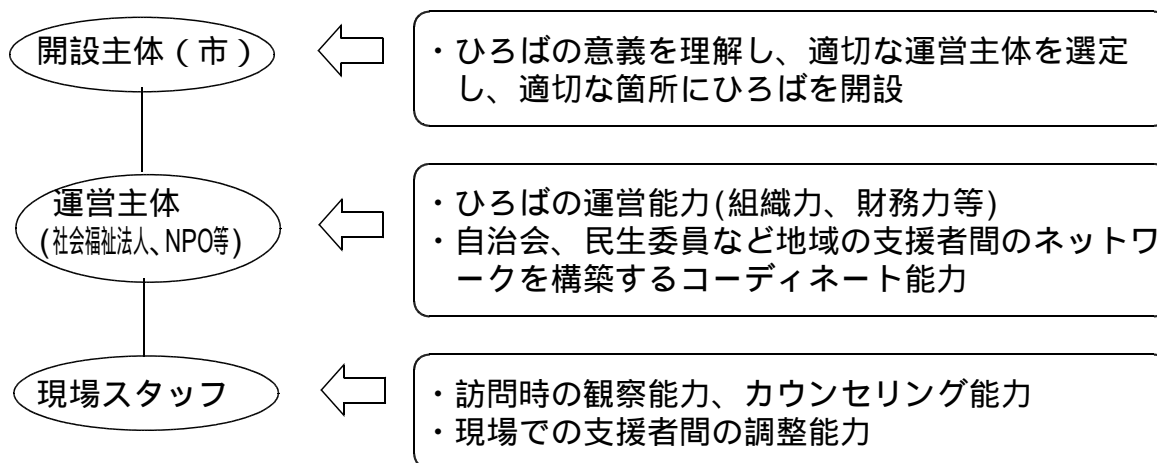 開設主体（市）
・ひろばの意義を理解し、適切な運営主体を選定
し、適切な箇所にひろばを開設
運営主体
(社会福祉法人、NPO等)
・ひろばの運営能力(組織力、財務力等)
・自治会、民生委員など地域の支援者間のネットワ
ークを構築するコーディネート能力
現場スタッフ
・訪問時の観察能力、カウンセリング能力
・現場での支援者間の調整能力